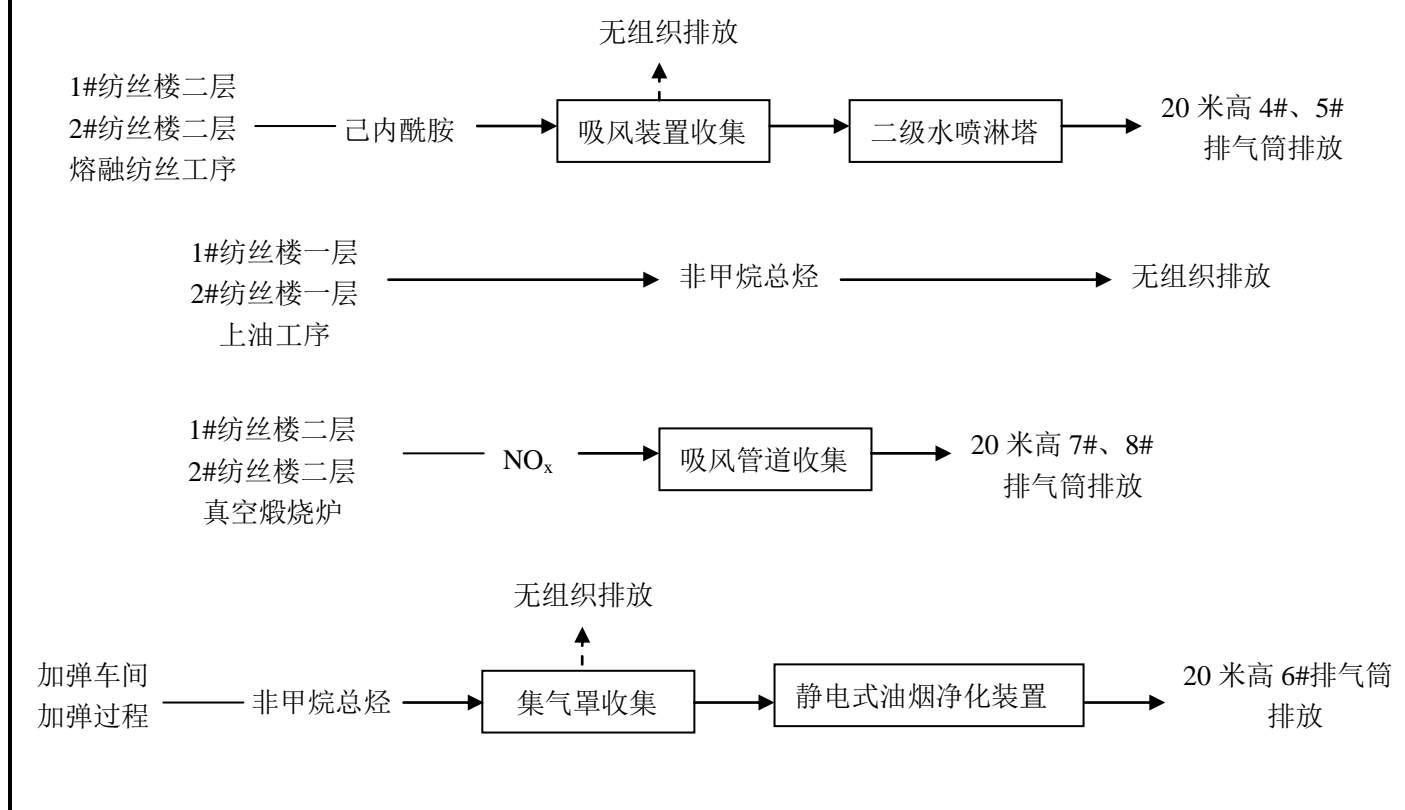 无组织排放
1#纺丝楼二层
2#纺丝楼二层
熔融纺丝工序
己内酰胺
吸风装置收集
二级水喷淋塔
20 米高 4#、5#
排气筒排放
1#纺丝楼一层
2#纺丝楼一层
上油工序
非甲烷总烃
无组织排放
1#纺丝楼二层
2#纺丝楼二层
真空煅烧炉
NOx
吸风管道收集
20 米高 7#、8#
排气筒排放
无组织排放
加弹车间
加弹过程
非甲烷总烃
集气罩收集
静电式油烟净化装置
20 米高 6#排气筒
排放